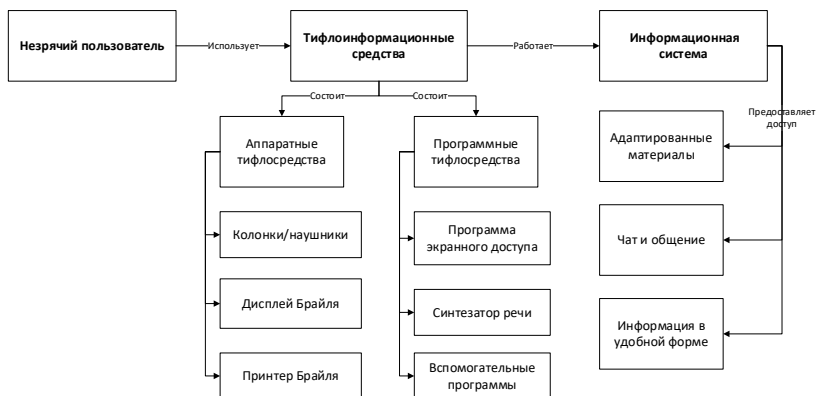 Незрячий пользователь
Использует
Тифлоинформационные
средства
Работает
Информационная
система
Состоит
Состоит
Предоставляет
доступ
Аппаратные
тифлосредства
Программные
тифлосредства
Адаптированные
материалы
Колонки/наушники
Программа
экранного доступа
Чат и общение
Дисплей Брайля
Синтезатор речи
Информация в
удобной форме
Принтер Брайля
Вспомогательные
программы